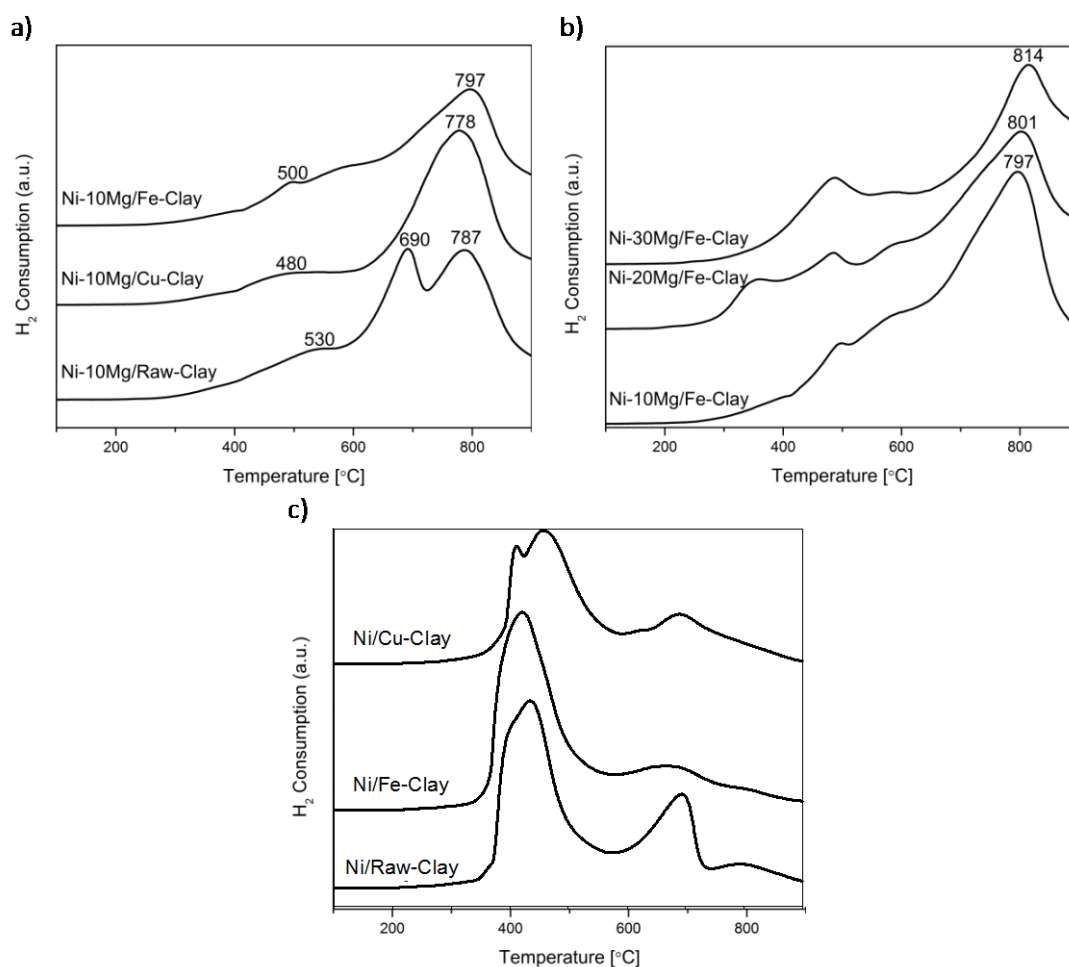 a)
797
778
500
Ni-10Mg/Fe-Clay
690
787
480
Ni-10Mg/Cu-Clay
530
Ni-10Mg/Raw-Clay
H2 Consumption (a.u.)
200 400 600 800
Temperature [°C]
b)
814
801
797
Ni-30Mg/Fe-Clay
Ni-20Mg/Fe-Clay
Ni-10Mg/Fe-Clay
H2 Consumption (a.u.)
200 400 600 800
Temperature [°C]
c)
Ni/Cu-Clay
Ni/Fe-Clay
Ni/Raw-Clay
H2 Consumption (a.u.)
200 400 600 800
Temperature [°C]